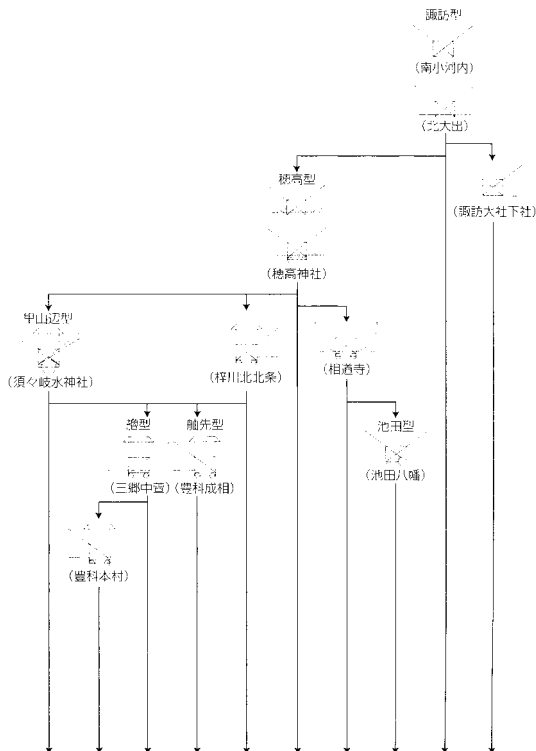 諏訪型
(南小河内)
(北大出)
穂高型
(穂高神社)
(諏訪大社下社)
里山辺型
(須々岐水神社)
(梓川北北条)
(相道寺)
舳先型
(三郷中萱)
(豊科成相)
池田型
(池田八幡)
(豊科本村)